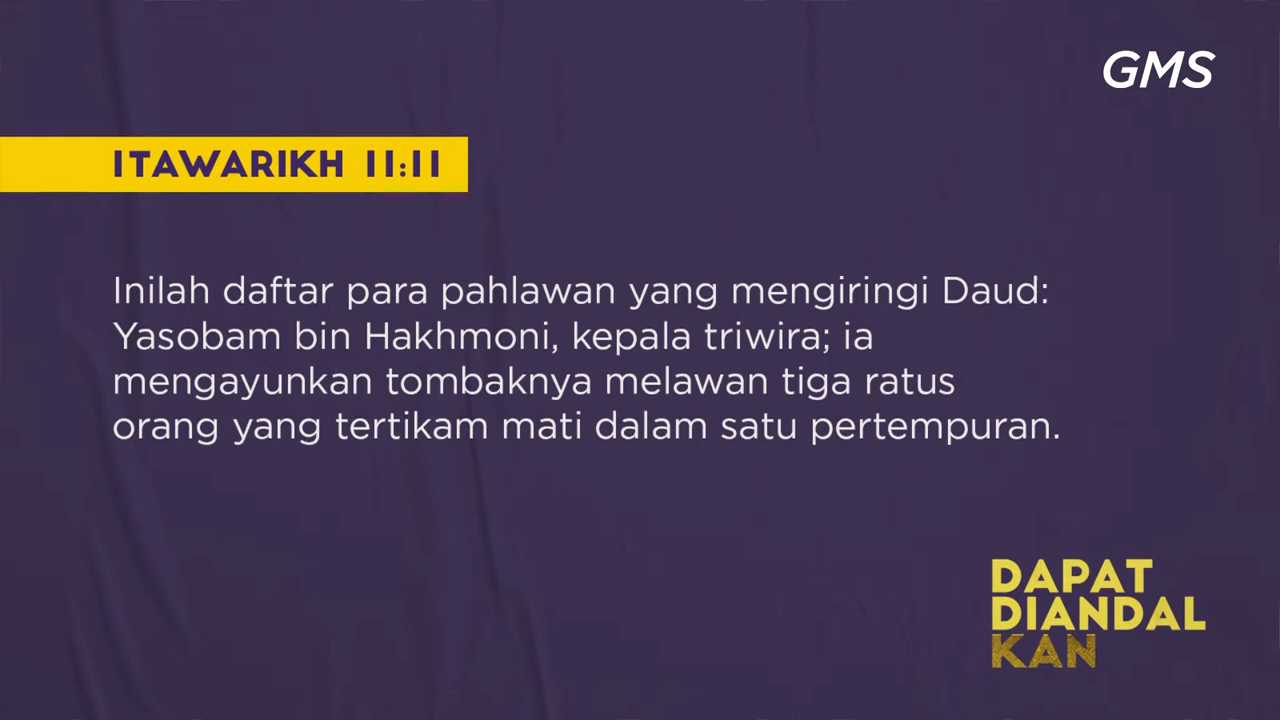 GMS
ITAWARIKH 11:11
Inilah daftar para pahlawan yang mengiringi Daud:
Yasobam bin Hakhmoni, kepala triwira; ia
mengayunkan tombaknya melawan tiga ratus
orang yang tertikam mati dalam satu pertempuran.
DAPAT
DIANDAL
KAN